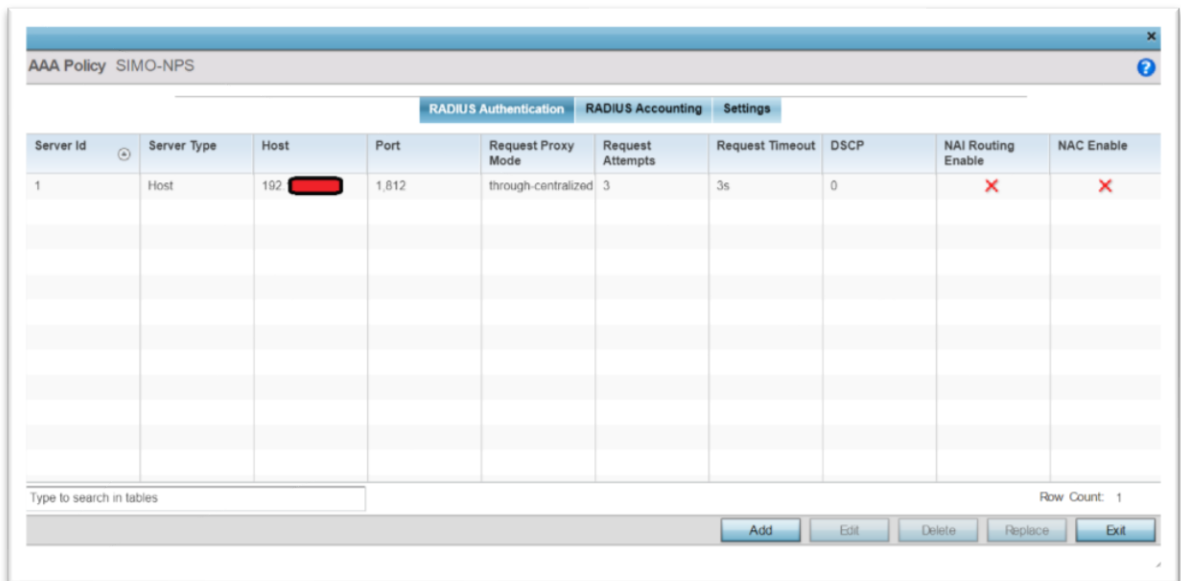 AAA Policy SIMO-NPS
RADIUS Authentication RADIUS Accounting Settings
Server Id Server Type Host Port Request Proxy Mode Request Attempts Request Timeout DSCP NAI Routing Enable NAC Enable
1 Host 192. 1,812 through-centralized 3 3s 0
Type to search in tables Row Count: 1
Add Edit Delete Replace Exit